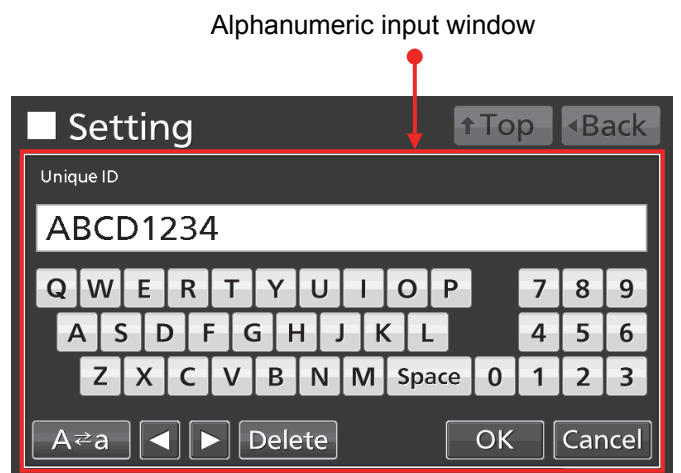 Alphanumeric input window
Setting ↑Top ◂Back
Unique ID
ABCD1234
Q W E R T Y U I O P 7 8 9
A S D F G H J K L 4 5 6
Z X C V B N M Space 0 1 2 3
A⇄a ◀ ▶ Delete OK Cancel